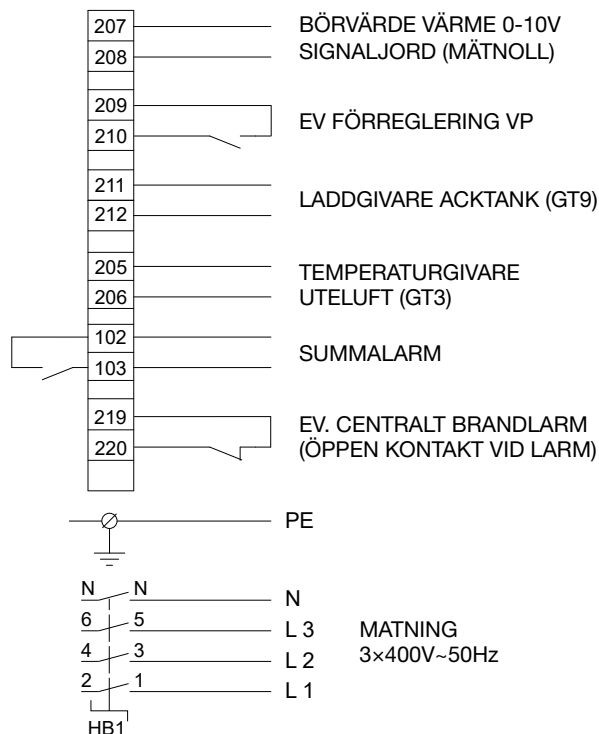 207 BÖRVÄRDE VÄRME 0-10V
208 SIGNALJORD (MÄTNOLL)
209
210
EV FÖRREGLERING VP
211
212
LADDGIVARE ACKTANK (GT9)
205
206
TEMPERATURGIVARE
UTELUFT (GT3)
102
103
SUMMALARM
219
220
EV. CENTRALT BRANDLARM
(ÖPPEN KONTAKT VID LARM)
PE
N N N
6 5 L 3
4 3 L 2
2 1 L 1
MATNING
3×400V~50Hz
HB1